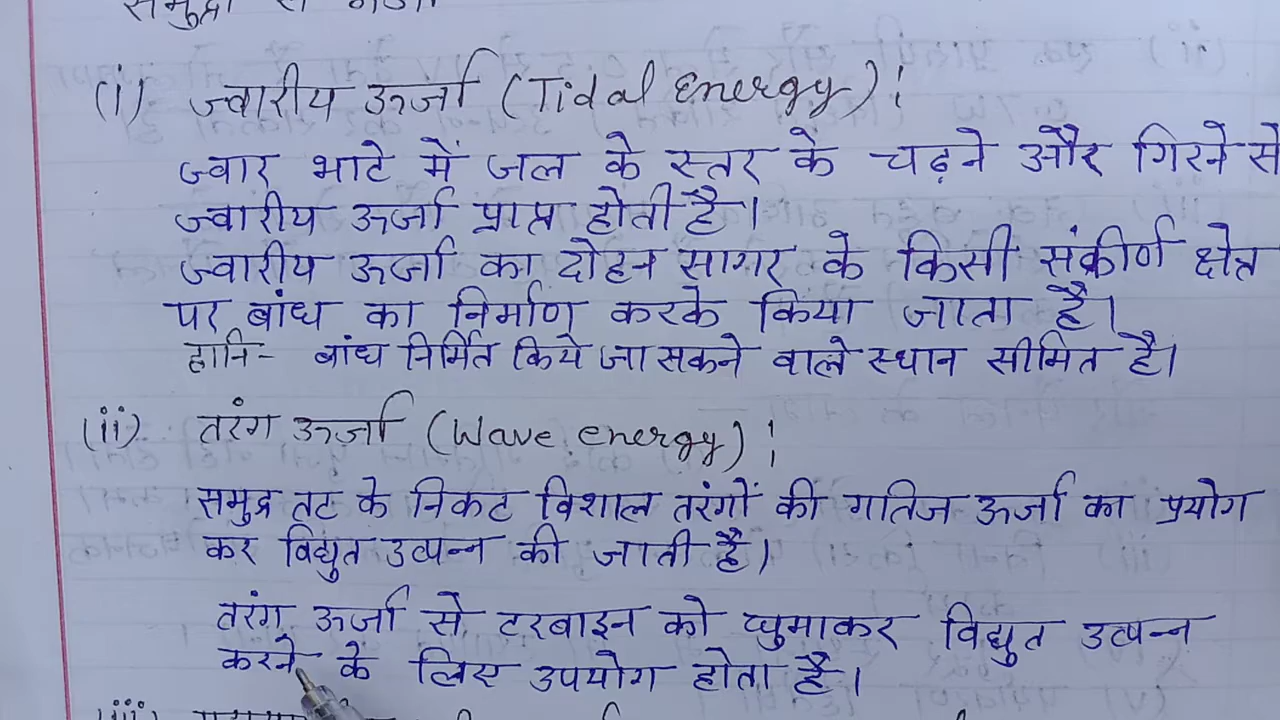 (i) ज्वारीय ऊर्जा (Tidal Energy) :
ज्वार भाटे में जल के स्तर के चढ़ने और गिरने से
ज्वारीय ऊर्जा प्राप्त होती है।
ज्वारीय ऊर्जा का दोहन सागर के किसी संकीर्ण क्षेत्र
पर बांध का निर्माण करके किया जाता है।
हानि - बांध निर्मित किये जा सकने वाले स्थान सीमित है।
(ii) तरंग ऊर्जा (Wave energy) :
समुद्र तट के निकट विशाल तरंगों की गतिज ऊर्जा का प्रयोग
कर विद्युत उत्पन्न की जाती है।
तरंग ऊर्जा से टरबाइन को घुमाकर विद्युत उत्पन्न
करने के लिए उपयोग होता है।
(iii)